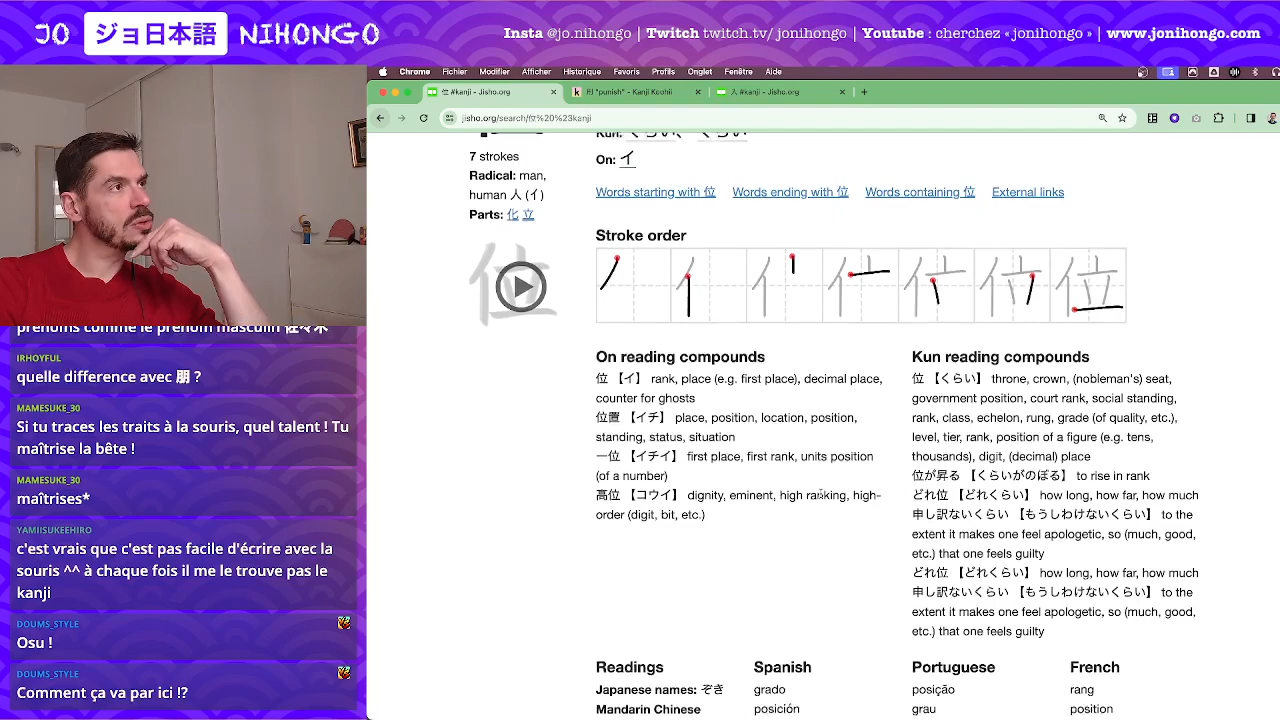 JO ジョ日本語 NIHONGO
Insta @jo.nihongo | Twitch twitch.tv/ jonihongo | Youtube : cherchez « jonihongo » | www.jonihongo.com
Chrome Fichier Modifier Afficher Historique Favoris Profils Onglet Fenêtre Aide
位 #kanji - Jisho.org
"punish" - Kanji Koohii
#kanji - Jisho.org
jisho.org/search/位%20%23kanji
Kun: くらい、 ぐらい
On: イ
7 strokes
Radical: man,
human 人 (亻)
Parts: 化 立
Words starting with 位 Words ending with 位 Words containing 位 External links
Stroke order
位
On reading compounds
位 【イ】 rank, place (e.g. first place), decimal place,
counter for ghosts
位置 【イチ】 place, position, location, position,
standing, status, situation
一位 【イチイ】 first place, first rank, units position
(of a number)
高位 【コウイ】 dignity, eminent, high ranking, high-
order (digit, bit, etc.)
Kun reading compounds
位 【くらい】 throne, crown, (nobleman's) seat,
government position, court rank, social standing,
rank, class, echelon, rung, grade (of quality, etc.),
level, tier, rank, position of a figure (e.g. tens,
thousands), digit, (decimal) place
位が昇る 【くらいがのぼる】 to rise in rank
どれ位 【どれくらい】 how long, how far, how much
申し訳ないくらい 【もうしわけないくらい】 to the
extent it makes one feel apologetic, so (much, good,
etc.) that one feels guilty
どれ位 【どれくらい】 how long, how far, how much
申し訳ないくらい 【もうしわけないくらい】 to the
extent it makes one feel apologetic, so (much, good,
etc.) that one feels guilty
Readings Spanish Portuguese French
Japanese names: ぞき grado posição rang
Mandarin Chinese posición grau position
prénoms comme le prénom masculin 佐々木
IRHOYFUL
quelle difference avec 朋 ?
MAMESUKE_30
Si tu traces les traits à la souris, quel talent ! Tu
maîtrise la bête !
MAMESUKE_30
maîtrises*
YAMIISUKEEHIRO
c'est vrais que c'est pas facile d'écrire avec la
souris ^^ à chaque fois il me le trouve pas le
kanji
DOUMS_STYLE
Osu !
DOUMS_STYLE
Comment ça va par ici !?